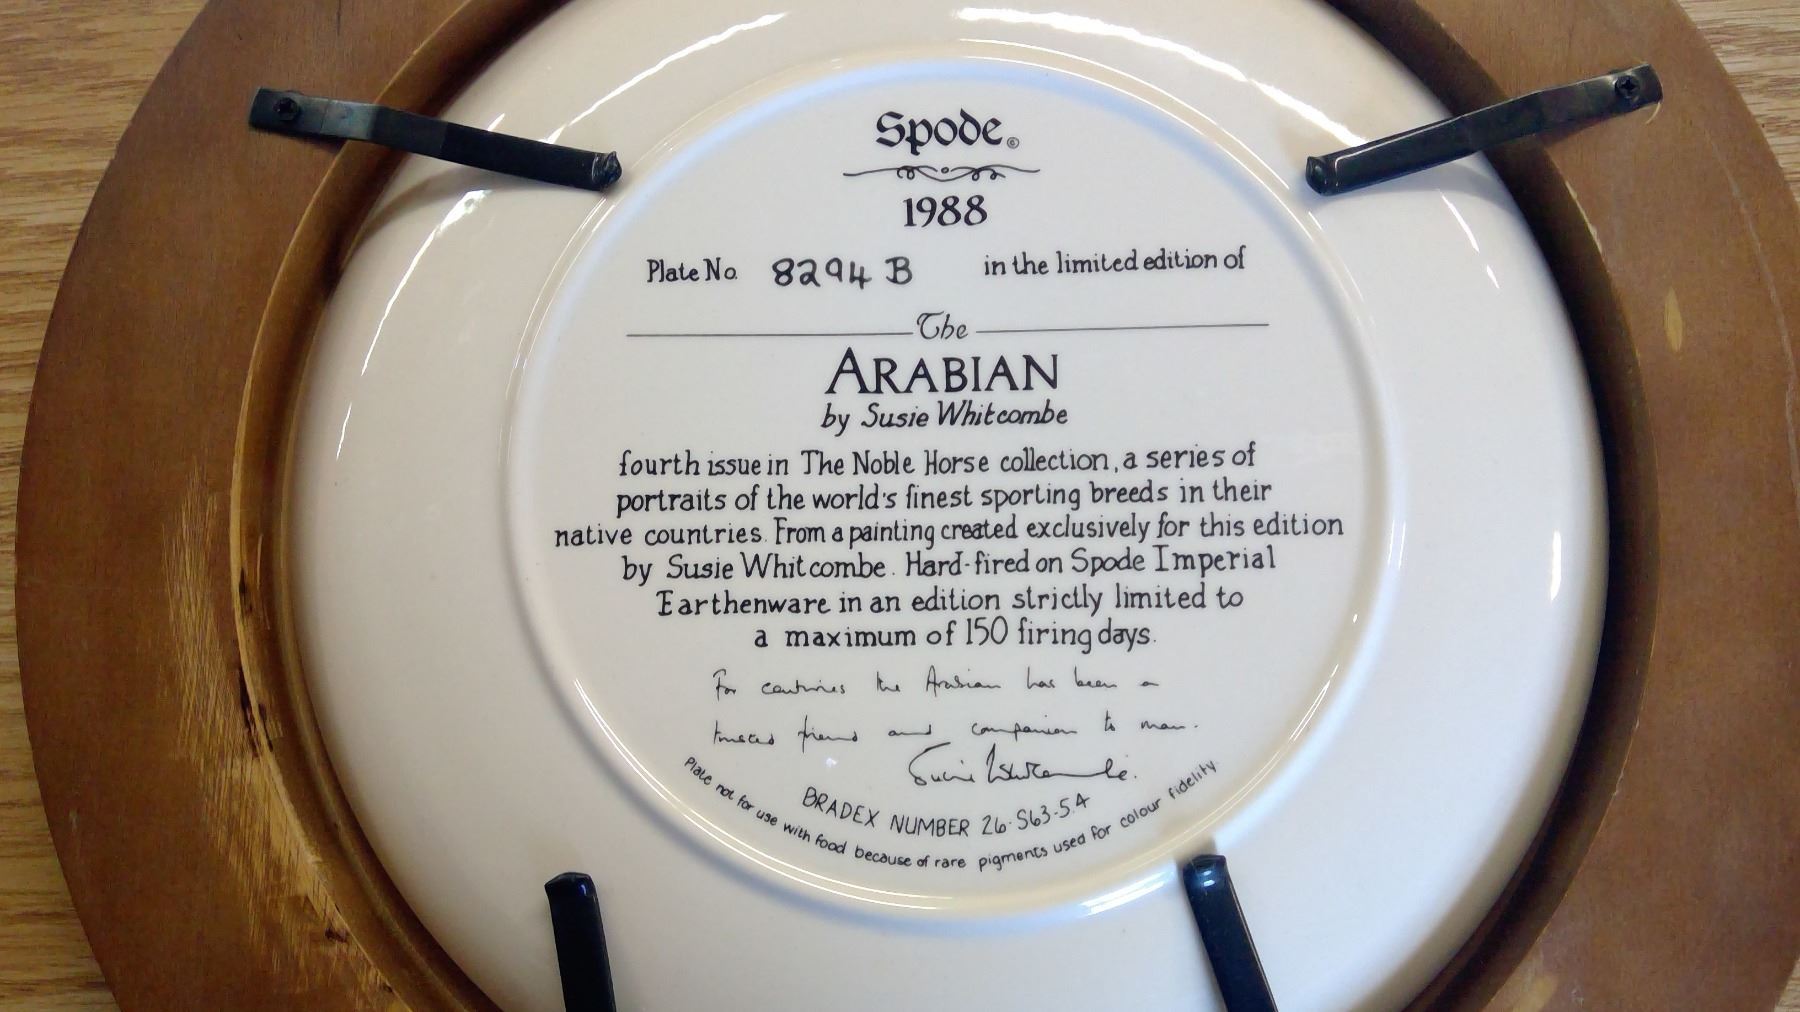 Spode ©
1988
Plate No. 8294 B in the limited edition of
The
ARABIAN
by Susie Whitcombe
fourth issue in The Noble Horse collection, a series of
portraits of the world's finest sporting breeds in their
native countries. From a painting created exclusively for this edition
by Susie Whitcombe. Hard-fired on Spode Imperial
Earthenware in an edition strictly limited to
a maximum of 150 firing days.
For centuries the Arabian has been a
trusted friend and companion to man.
Susie Whitcombe.
BRADEX NUMBER 26-S63-5.4
Plate not for use with food because of rare pigments used for colour fidelity.